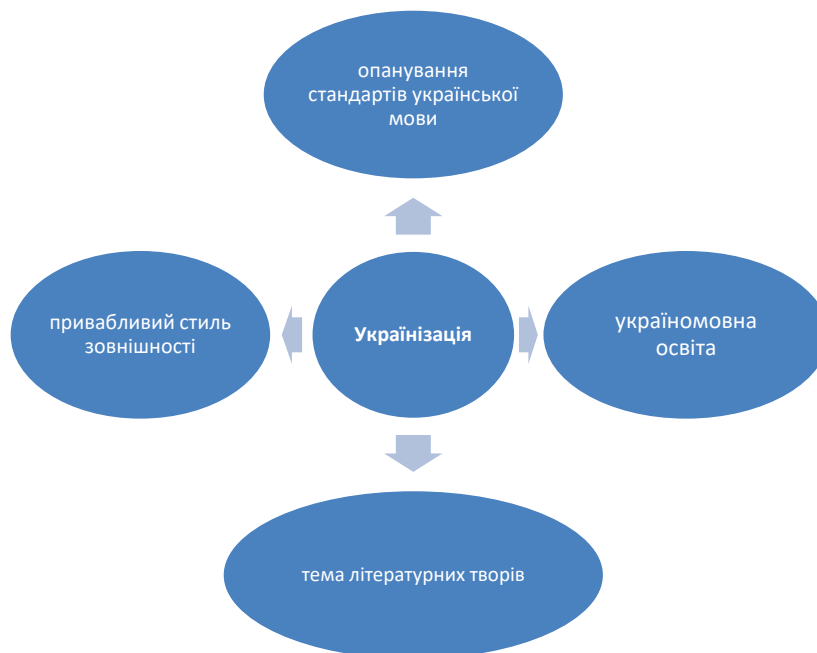 опанування
стандартів української
мови
привабливий стиль
зовнішності
Українізація
україномовна
освіта
тема літературних творів